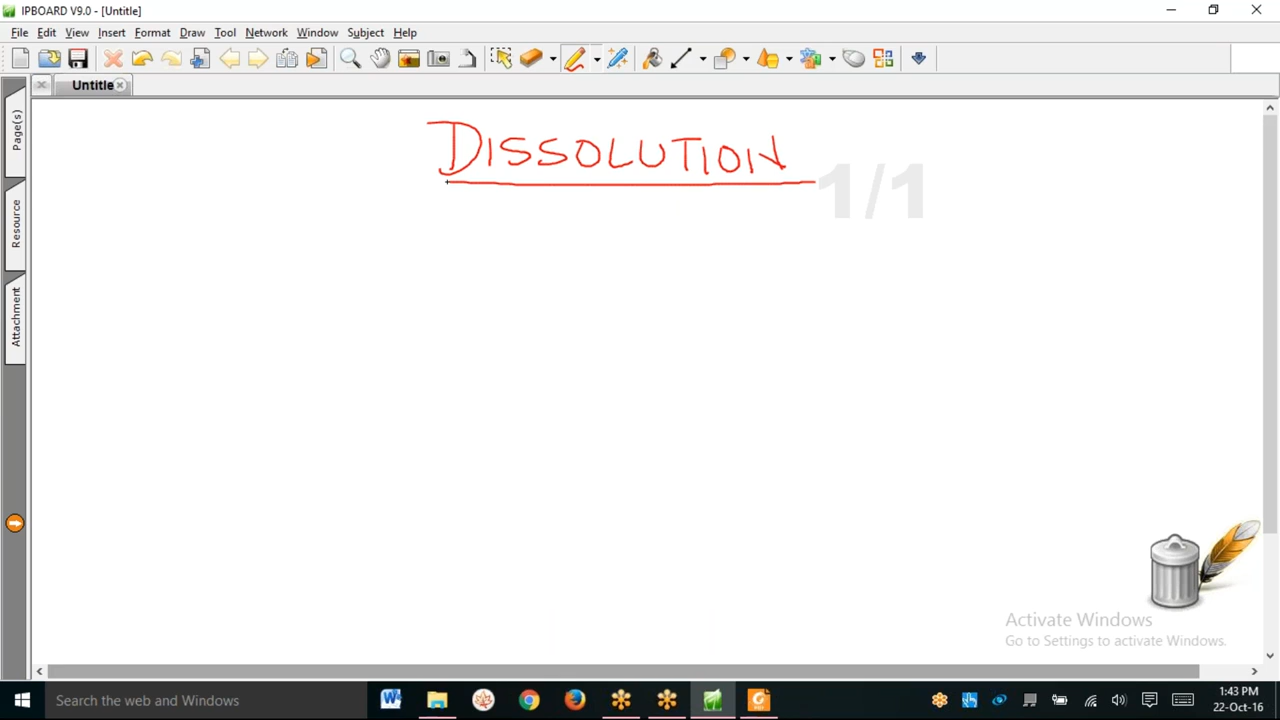 IPBOARD V9.0 - [Untitle]
File Edit View Insert Format Draw Tool Network Window Subject Help
Untitle
Page(s)
Resource
Attachment
DISSOLUTION
1/1
Activate Windows
Go to Settings to activate Windows.
Search the web and Windows
1:43 PM
22-Oct-16